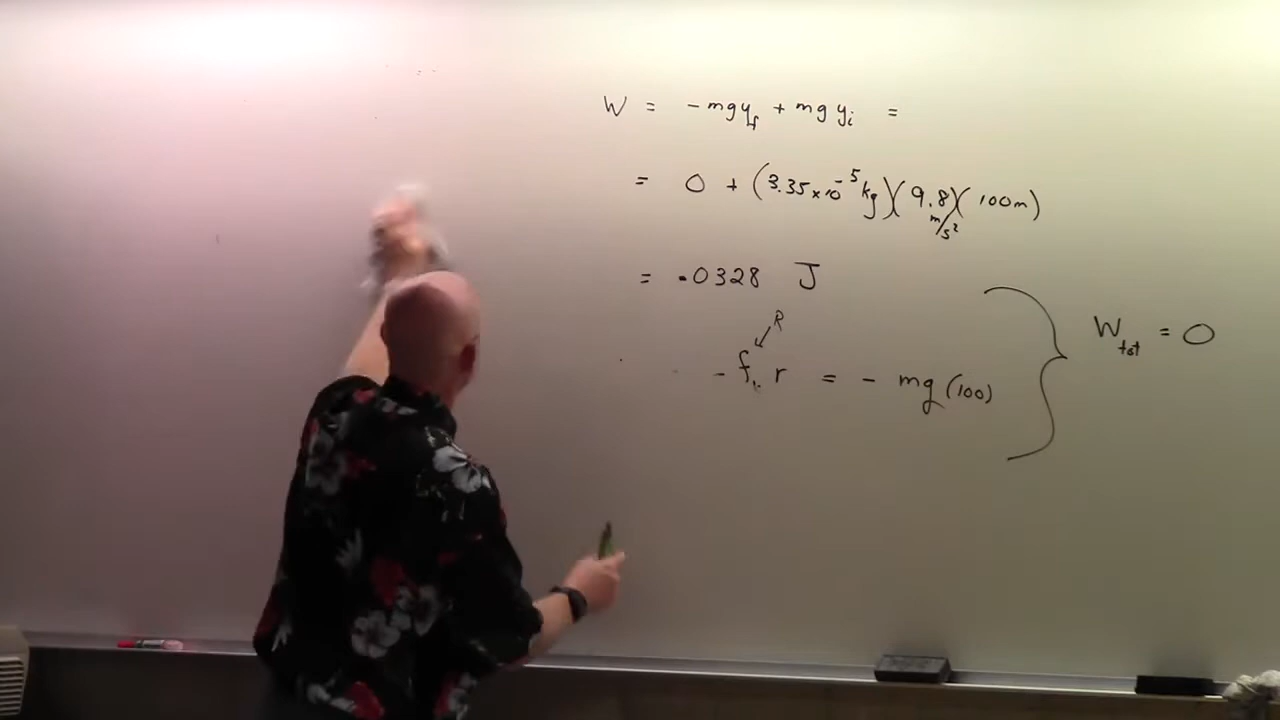 W = - mgy_f + mgy_i =
= 0 + (3.35×10^-5 kg)(9.8 m/s²)(100m)
= .0328 J
R
- f r = - mg(100)
W_tot = 0